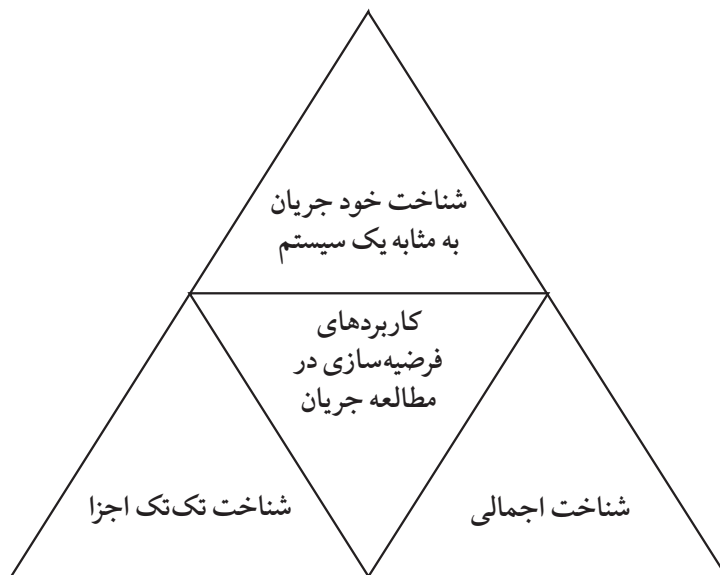 شناخت خود جریان
به مثابه یک سیستم
کاربردهای
فرضیه‌سازی در
مطالعه جریان
شناخت اجمالی
شناخت تک‌تک اجزا